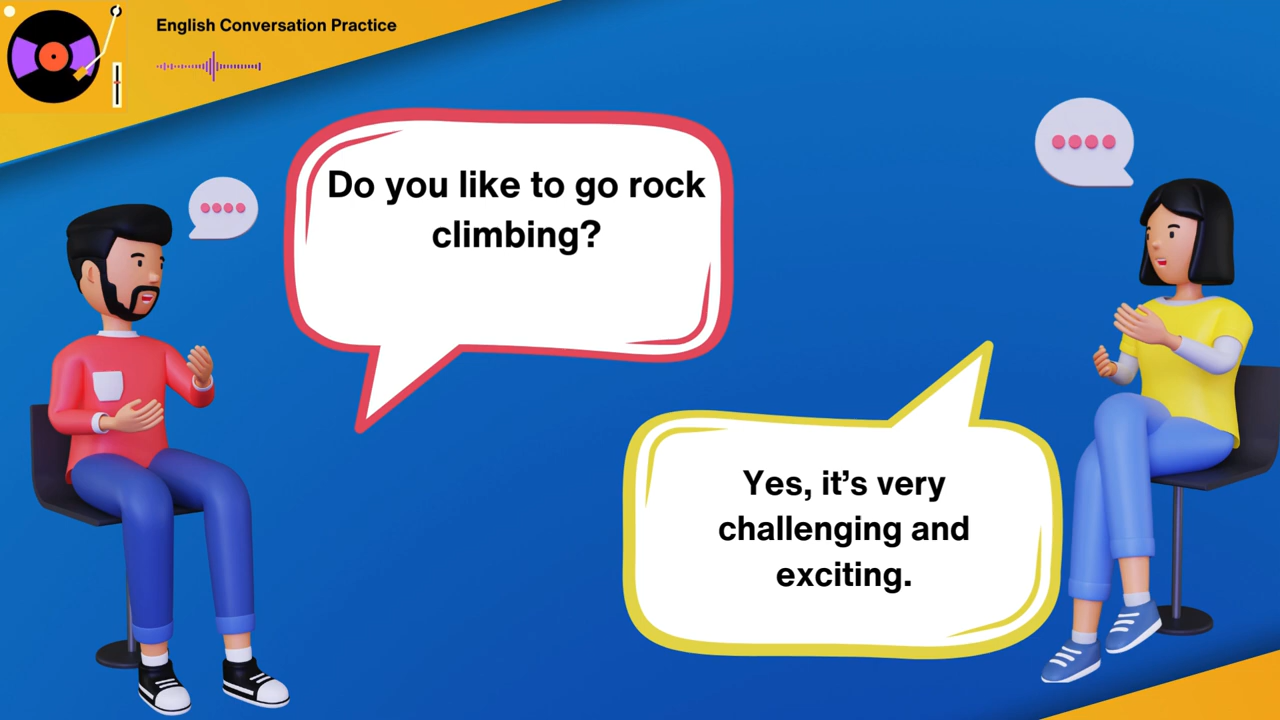 English Conversation Practice
Do you like to go rock
climbing?
Yes, it’s very
challenging and
exciting.